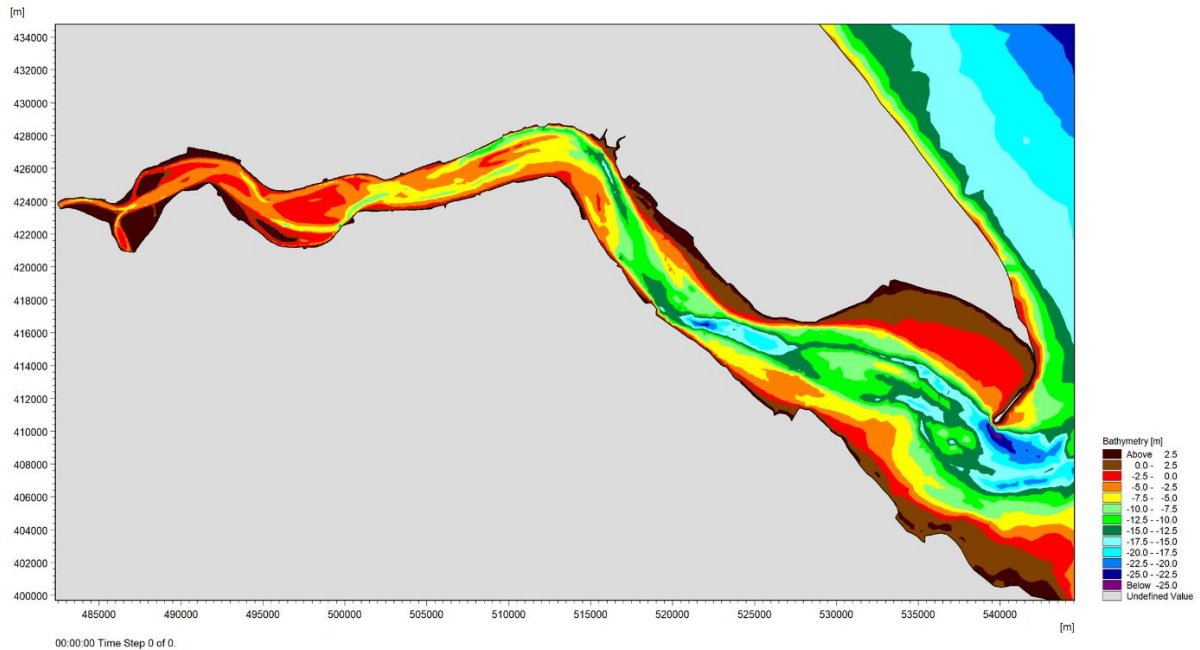 [m]
434000
432000
430000
428000
426000
424000
422000
420000
418000
416000
414000
412000
410000
408000
406000
404000
402000
400000
485000 490000 495000 500000 505000 510000 515000 520000 525000 530000 535000 540000
[m]
00:00:00 Time Step 0 of 0.
Bathymetry [m]
Above 2.5
0.0 - 2.5
-2.5 - 0.0
-5.0 - -2.5
-7.5 - -5.0
-10.0 - -7.5
-12.5 - -10.0
-15.0 - -12.5
-17.5 - -15.0
-20.0 - -17.5
-22.5 - -20.0
-25.0 - -22.5
Below -25.0
Undefined Value